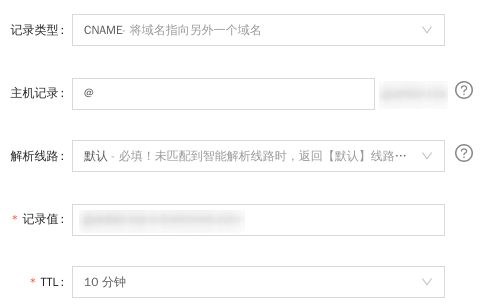 记录类型: CNAME- 将域名指向另外一个域名
主机记录: @
解析线路: 默认 - 必填！未匹配到智能解析线路时，返回【默认】线路…
* 记录值:
* TTL: 10 分钟